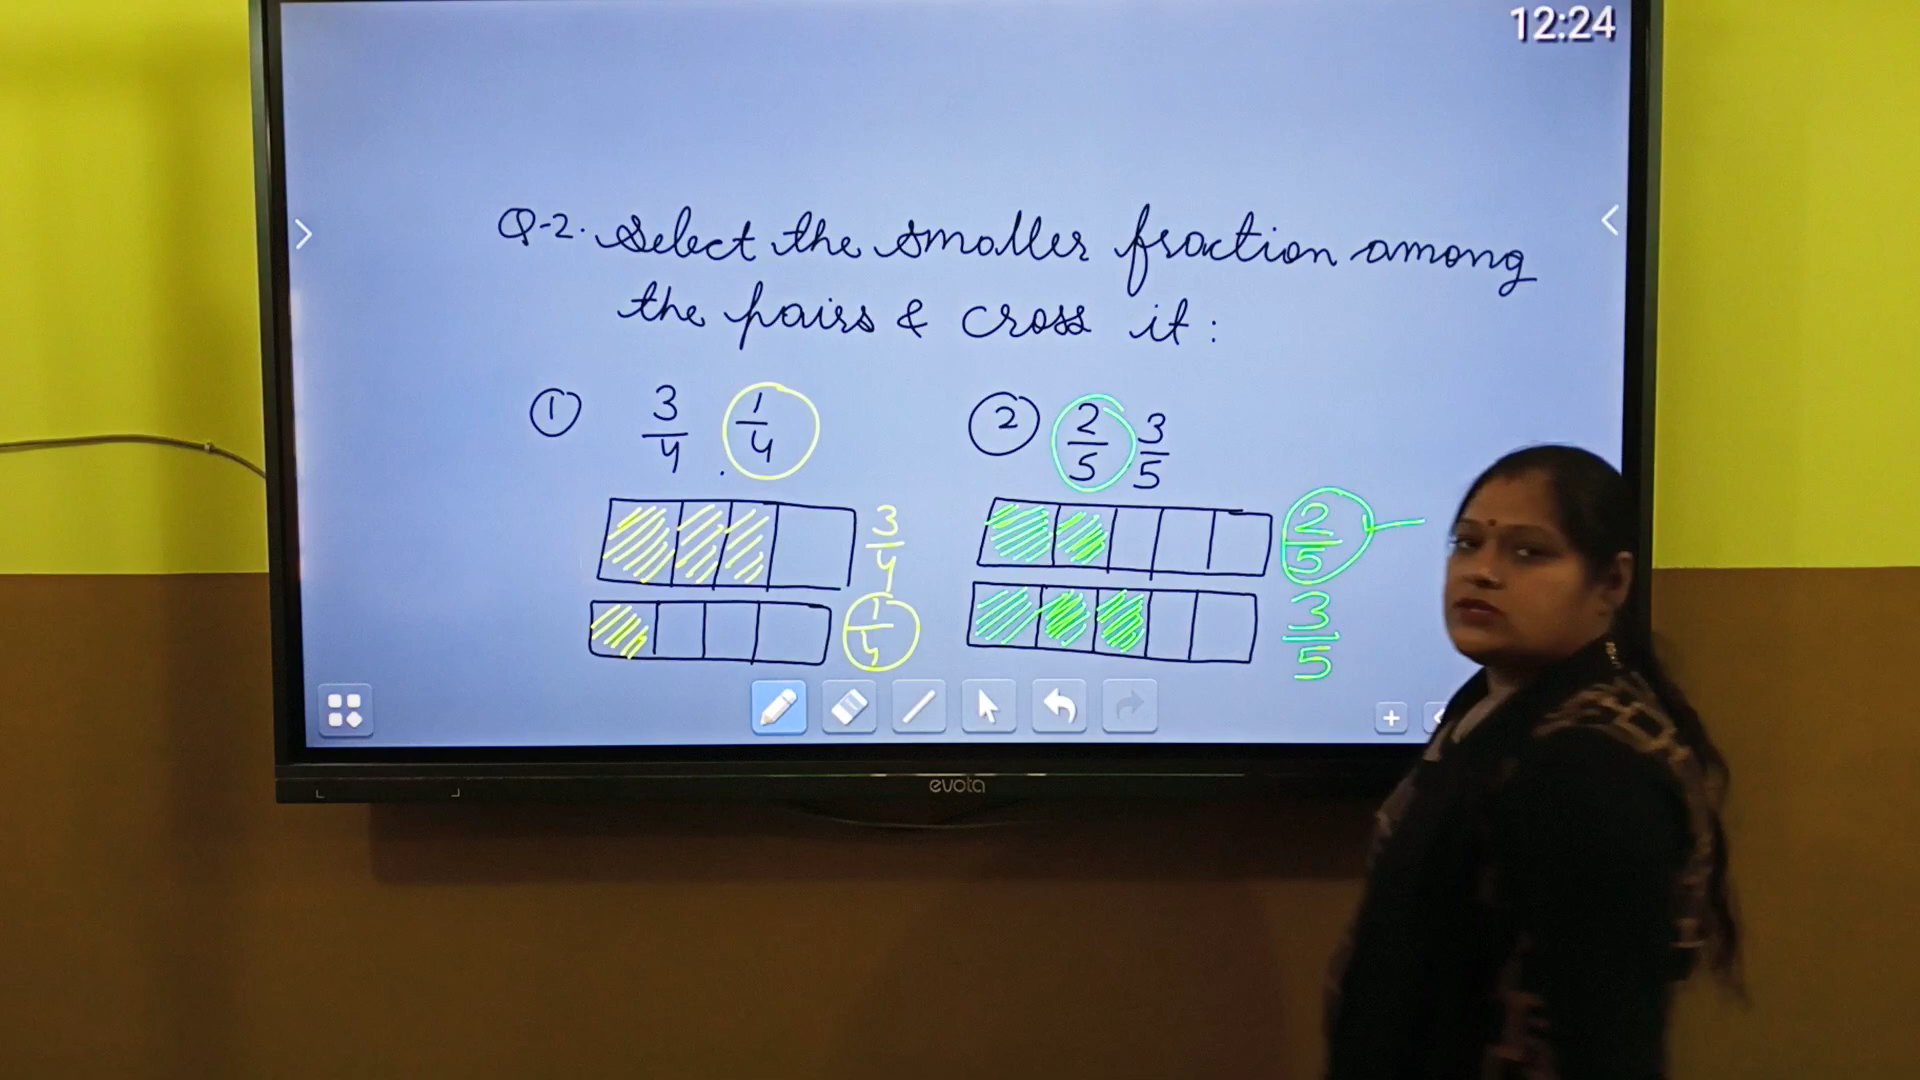 12:24
Q-2. Select the smaller fraction among
the pairs & cross it:
① 3/4 . 1/4 ② 2/5 3/5
3/4 2/5
1/4 3/5
evota